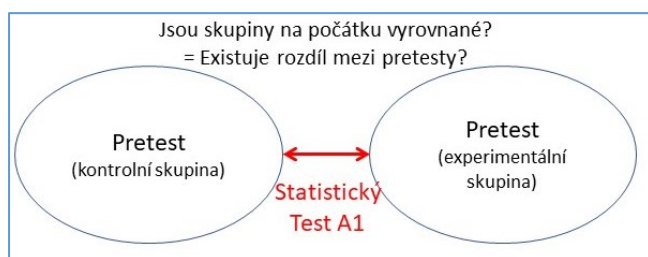 Jsou skupiny na počátku vyrovnané?
= Existuje rozdíl mezi pretesty?
Pretest
(kontrolní skupina)
Pretest
(experimentální
skupina)
Statistický
Test A1